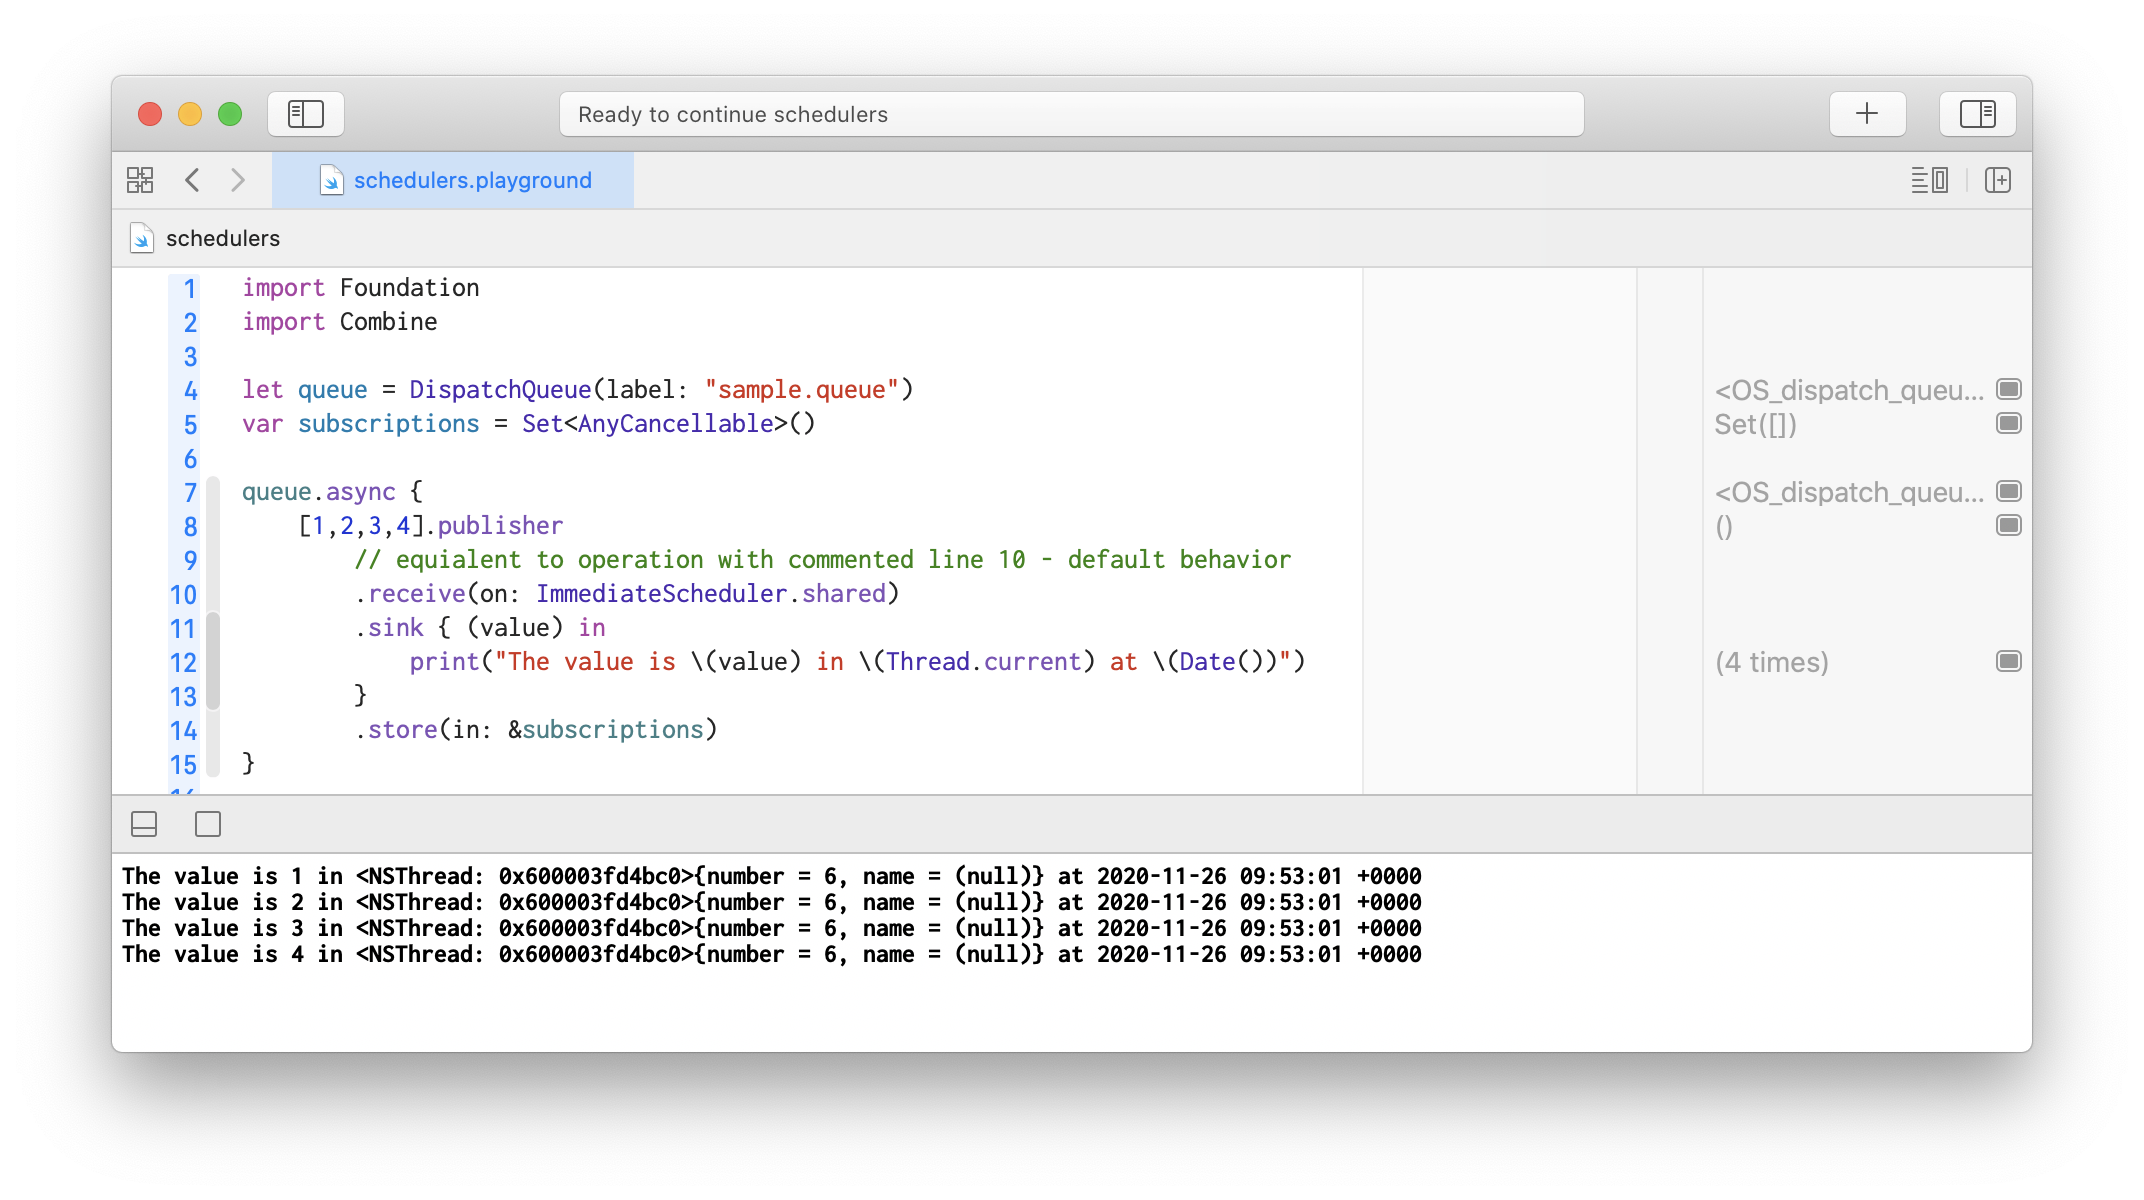 Ready to continue schedulers
schedulers.playground
schedulers
1 import Foundation
2 import Combine
3
4 let queue = DispatchQueue(label: "sample.queue") <OS_dispatch_queu...
5 var subscriptions = Set<AnyCancellable>() Set([])
6
7 queue.async { <OS_dispatch_queu...
8     [1,2,3,4].publisher ()
9         // equialent to operation with commented line 10 - default behavior
10         .receive(on: ImmediateScheduler.shared)
11         .sink { (value) in
12             print("The value is \(value) in \(Thread.current) at \(Date())") (4 times)
13         }
14         .store(in: &subscriptions)
15 }
The value is 1 in <NSThread: 0x600003fd4bc0>{number = 6, name = (null)} at 2020-11-26 09:53:01 +0000
The value is 2 in <NSThread: 0x600003fd4bc0>{number = 6, name = (null)} at 2020-11-26 09:53:01 +0000
The value is 3 in <NSThread: 0x600003fd4bc0>{number = 6, name = (null)} at 2020-11-26 09:53:01 +0000
The value is 4 in <NSThread: 0x600003fd4bc0>{number = 6, name = (null)} at 2020-11-26 09:53:01 +0000